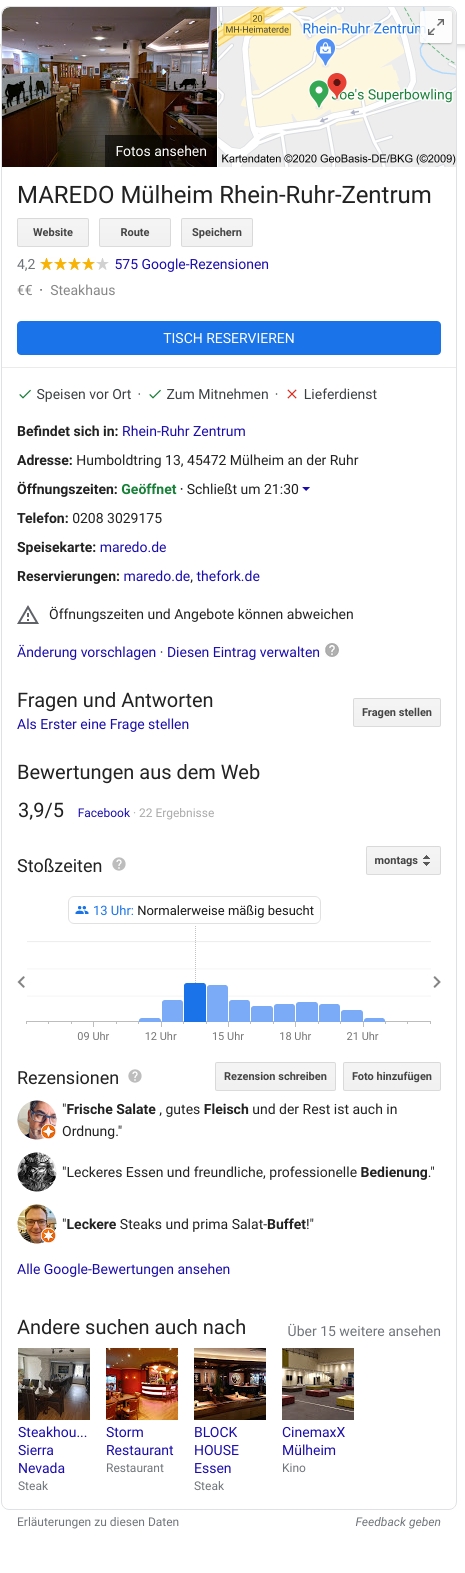 Fotos ansehen
20
MH-Heimaterde
Rhein-Ruhr Zentrum
Joe's Superbowling
Kartendaten ©2020 GeoBasis-DE/BKG (©2009)
MAREDO Mülheim Rhein-Ruhr-Zentrum
Website Route Speichern
4,2 575 Google-Rezensionen
€€ · Steakhaus
TISCH RESERVIEREN
Speisen vor Ort · Zum Mitnehmen · Lieferdienst
Befindet sich in: Rhein-Ruhr Zentrum
Adresse: Humboldtring 13, 45472 Mülheim an der Ruhr
Öffnungszeiten: Geöffnet · Schließt um 21:30
Telefon: 0208 3029175
Speisekarte: maredo.de
Reservierungen: maredo.de, thefork.de
Öffnungszeiten und Angebote können abweichen
Änderung vorschlagen · Diesen Eintrag verwalten ?
Fragen und Antworten
Als Erster eine Frage stellen
Fragen stellen
Bewertungen aus dem Web
3,9/5 Facebook · 22 Ergebnisse
Stoßzeiten ? montags
13 Uhr: Normalerweise mäßig besucht
09 Uhr 12 Uhr 15 Uhr 18 Uhr 21 Uhr
Rezensionen ? Rezension schreiben Foto hinzufügen
"Frische Salate , gutes Fleisch und der Rest ist auch in
Ordnung."
"Leckeres Essen und freundliche, professionelle Bedienung."
"Leckere Steaks und prima Salat-Buffet!"
Alle Google-Bewertungen ansehen
Andere suchen auch nach Über 15 weitere ansehen
Steakhou...
Sierra
Nevada
Steak
Storm
Restaurant
Restaurant
BLOCK
HOUSE
Essen
Steak
CinemaxX
Mülheim
Kino
Erläuterungen zu diesen Daten Feedback geben